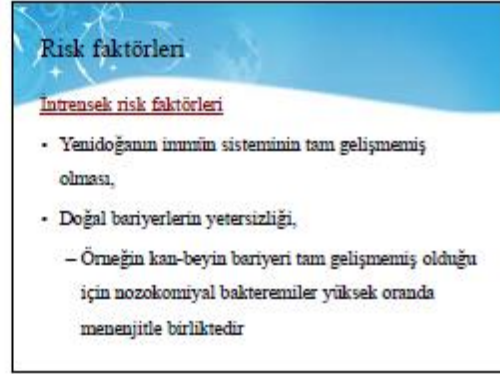 Risk faktörleri
İntrensek risk faktörleri
• Yenidoğanın immün sisteminin tam gelişmemiş
olması,
• Doğal bariyerlerin yetersizliği,
– Örneğin kan-beyin bariyeri tam gelişmemiş olduğu
için nozokomiyal bakteremiler yüksek oranda
menenjitle birliktedir